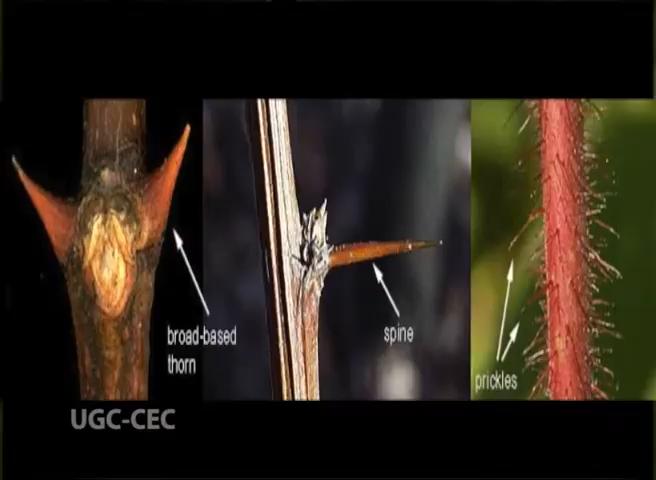 broad-based
thorn
spine
prickles
UGC-CEC